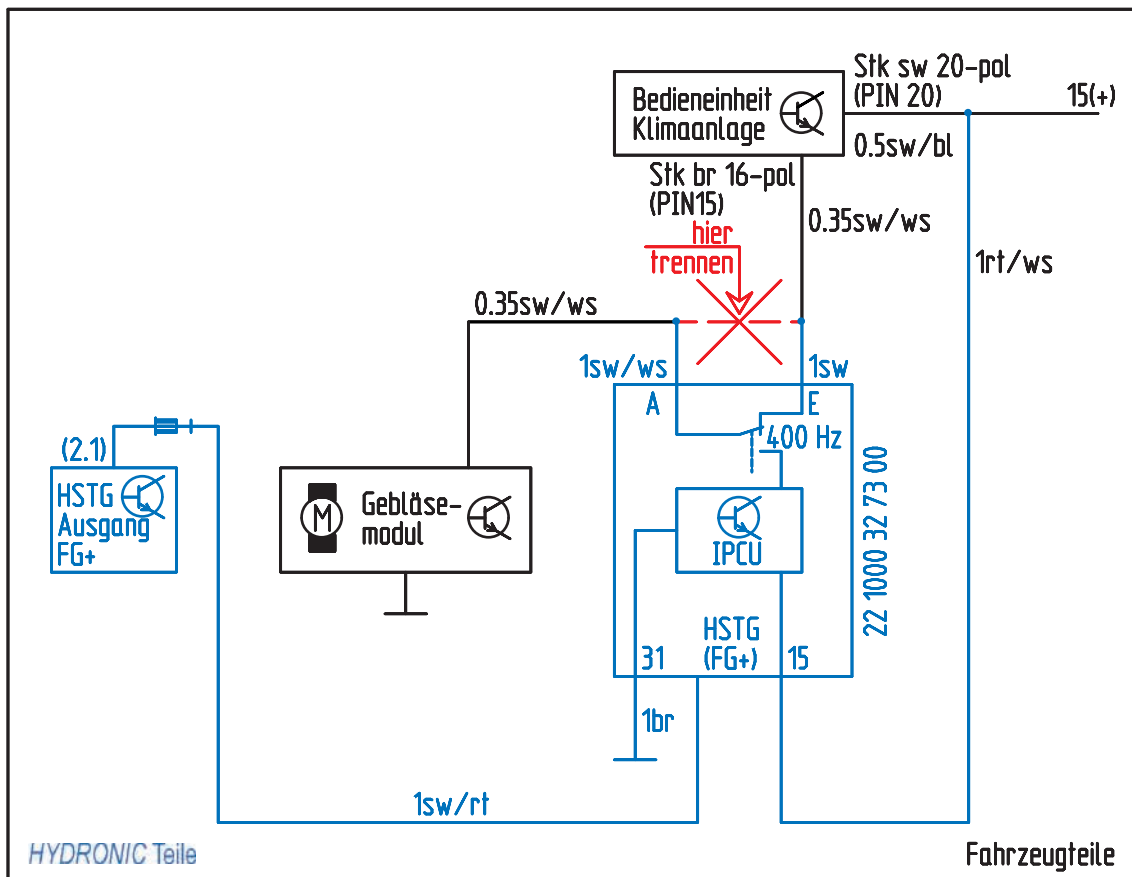 Stk sw 20-pol
(PIN 20)
15(+)
Bedieneinheit
Klimaanlage
0.5sw/bl
Stk br 16-pol
(PIN15)
0.35sw/ws
hier
trennen
1rt/ws
0.35sw/ws
1sw/ws
1sw
A
E
400 Hz
(2.1)
HSTG
Ausgang
FG+
M
Gebläse-
modul
IPCU
22 1000 32 73 00
HSTG
(FG+)
31
15
1br
1sw/rt
HYDRONIC Teile
Fahrzeugteile